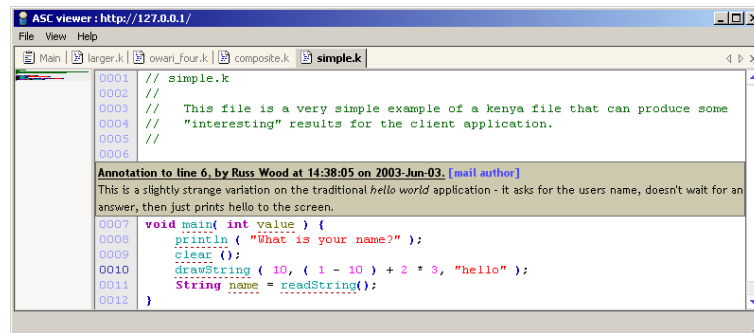 ASC viewer : http://127.0.0.1/
File View Help
Main larger.k owari_four.k composite.k simple.k
0001 // simple.k
0002 //
0003 //    This file is a very simple example of a kenya file that can produce some
0004 //    "interesting" results for the client application.
0005 //
0006
Annotation to line 6, by Russ Wood at 14:38:05 on 2003-Jun-03. [mail author]
This is a slightly strange variation on the traditional hello world application - it asks for the users name, doesn't wait for an
answer, then just prints hello to the screen.
0007 void main( int value ) {
0008     println ( "What is your name?" );
0009     clear ();
0010     drawString ( 10, ( 1 - 10 ) + 2 * 3, "hello" );
0011     String name = readString();
0012 }